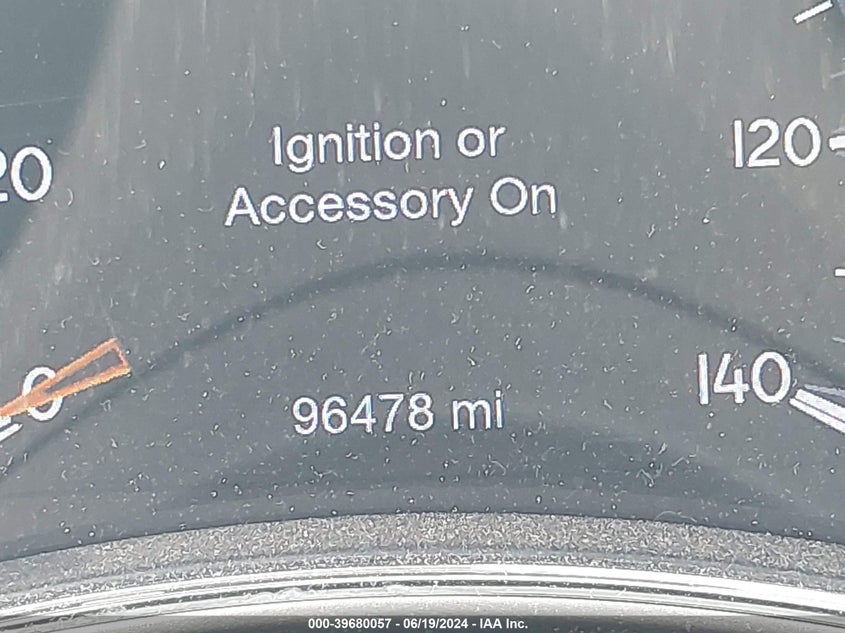 Ignition or
Accessory On
20
120
0
140
96478 mi
000-39680057 - 06/19/2024 - IAA Inc.